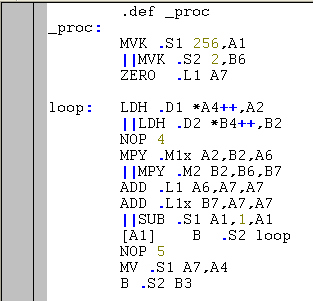 .def _proc
_proc:
MVK .S1 256,A1
||MVK .S2 2,B6
ZERO .L1 A7
loop: LDH .D1 *A4++,A2
||LDH .D2 *B4++,B2
NOP 4
MPY .M1x A2,B2,A6
||MPY .M2 B2,B6,B7
ADD .L1 A6,A7,A7
ADD .L1x B7,A7,A7
||SUB .S1 A1,1,A1
[A1] B .S2 loop
NOP 5
MV .S1 A7,A4
B .S2 B3